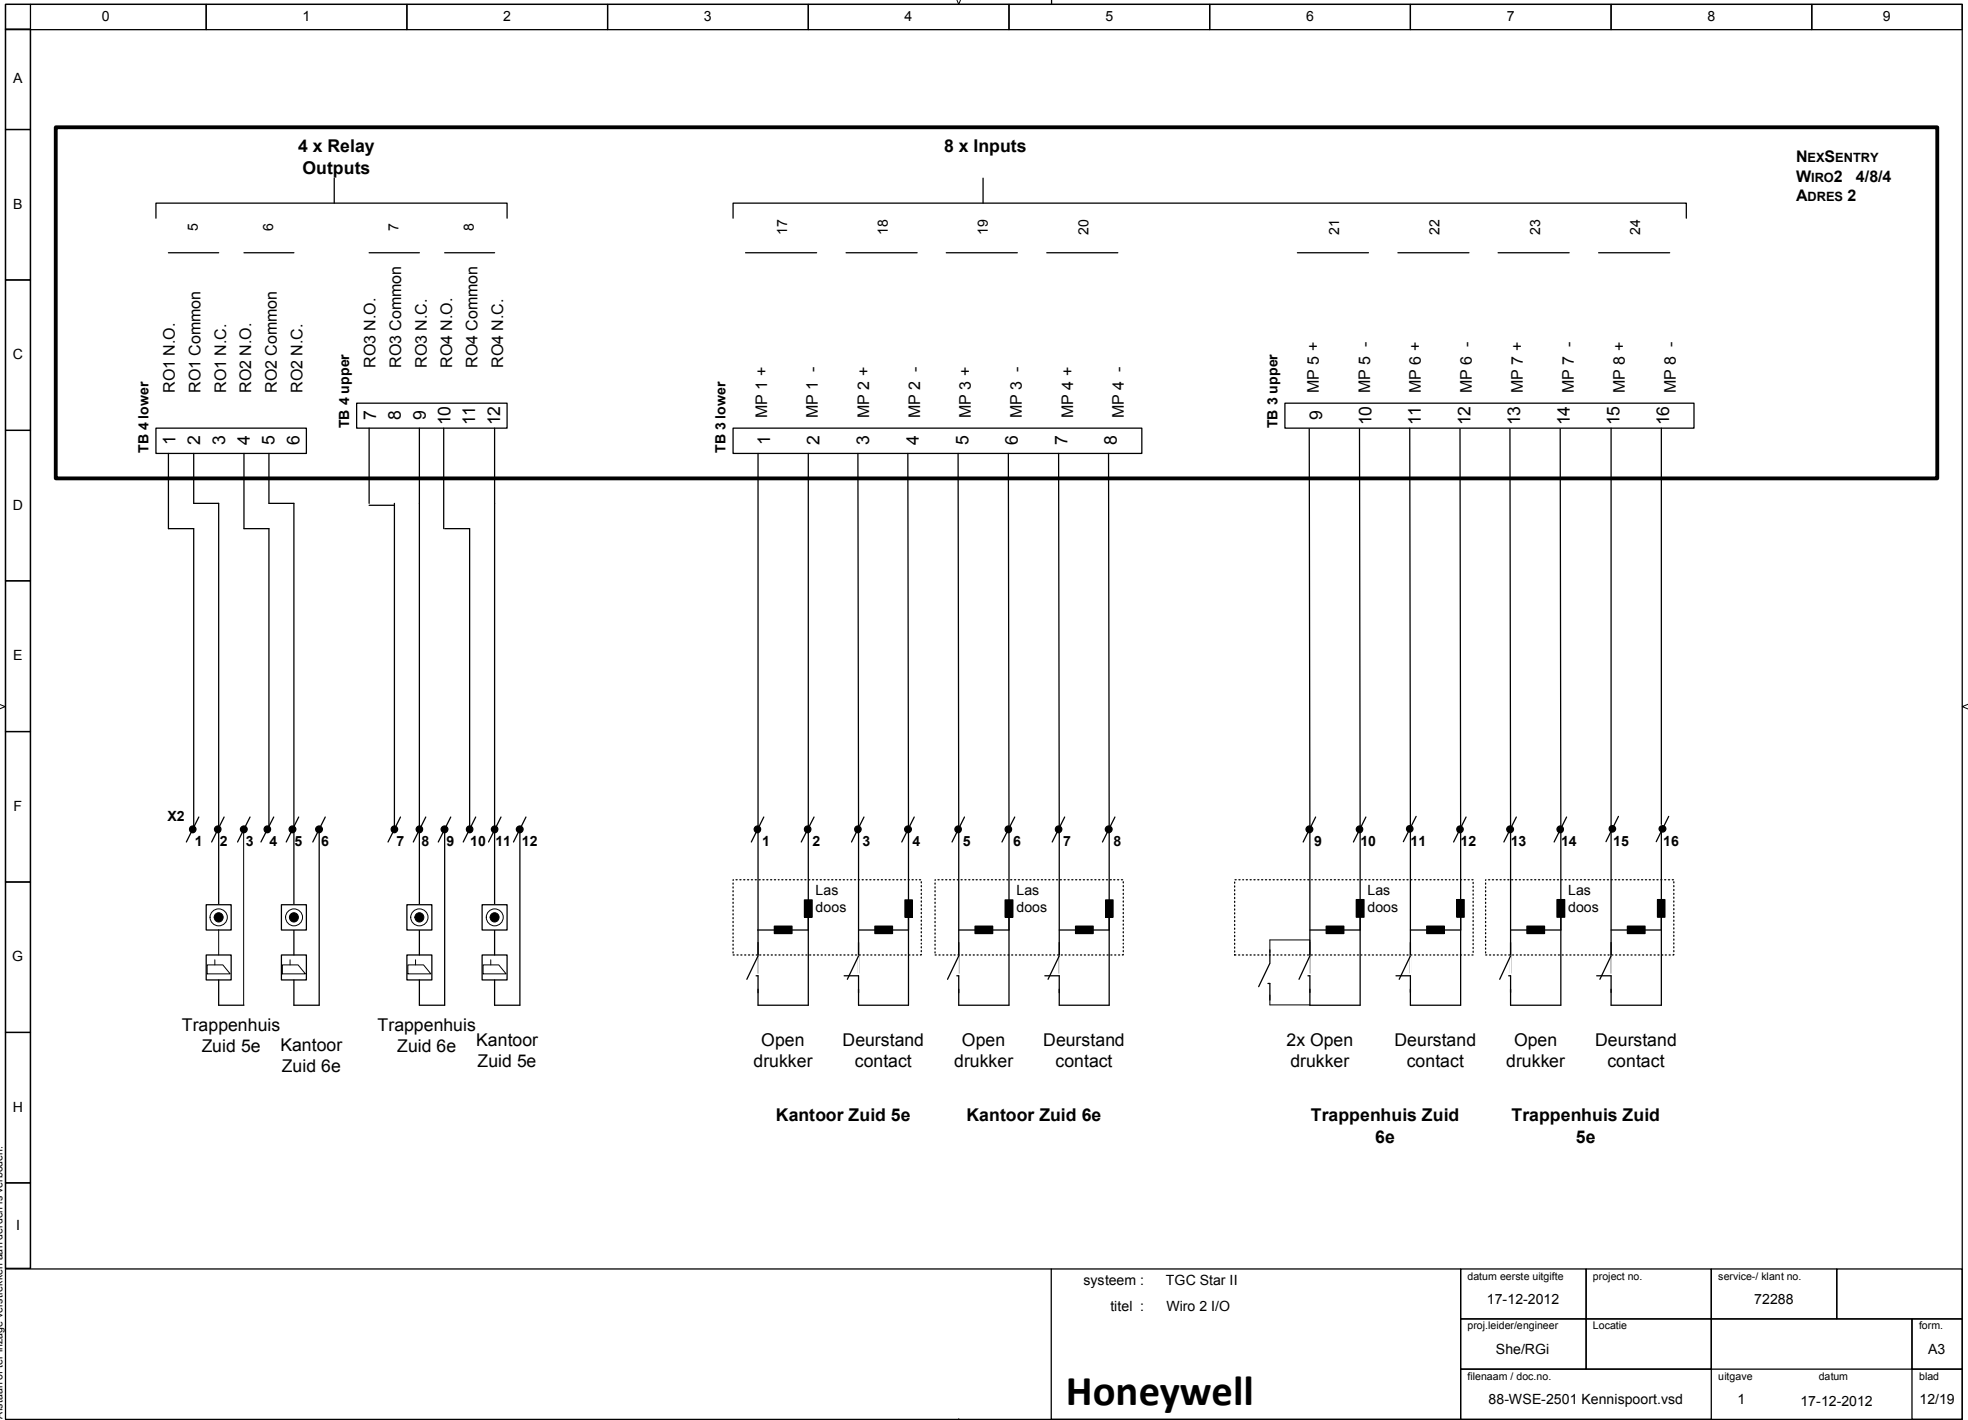 0 1 2 3 4 5 6 7 8 9
A
B
C
D
E
F
G
H
I
4 x Relay
Outputs
8 x Inputs
NEXSENTRY
WIRO2 4/8/4
ADRES 2
5 6 7 8
17 18 19 20 21 22 23 24
RO1 N.O.
RO1 Common
RO1 N.C.
RO2 N.O.
RO2 Common
RO2 N.C.
RO3 N.O.
RO3 Common
RO3 N.C.
RO4 N.O.
RO4 Common
RO4 N.C.
MP 1 +
MP 1 -
MP 2 +
MP 2 -
MP 3 +
MP 3 -
MP 4 +
MP 4 -
MP 5 +
MP 5 -
MP 6 +
MP 6 -
MP 7 +
MP 7 -
MP 8 +
MP 8 -
TB 4 lower
1 2 3 4 5 6
TB 4 upper
7 8 9 10 11 12
TB 3 lower
1 2 3 4 5 6 7 8
TB 3 upper
9 10 11 12 13 14 15 16
X2
1 2 3 4 5 6 7 8 9 10 11 12
1 2 3 4 5 6 7 8
9 10 11 12 13 14 15 16
Las
doos
Las
doos
Las
doos
Las
doos
Trappenhuis
Zuid 5e
Kantoor
Zuid 6e
Trappenhuis
Zuid 6e
Kantoor
Zuid 5e
Open
drukker
Deurstand
contact
Open
drukker
Deurstand
contact
2x Open
drukker
Deurstand
contact
Open
drukker
Deurstand
contact
Kantoor Zuid 5e
Kantoor Zuid 6e
Trappenhuis Zuid
6e
Trappenhuis Zuid
5e
systeem : TGC Star II
titel : Wiro 2 I/O
Honeywell
datum eerste uitgifte
17-12-2012
project no.
service-/ klant no.
72288
proj.leider/engineer
She/RGi
Locatie
form.
A3
filenaam / doc.no.
88-WSE-2501 Kennispoort.vsd
uitgave
1
datum
17-12-2012
blad
12/19